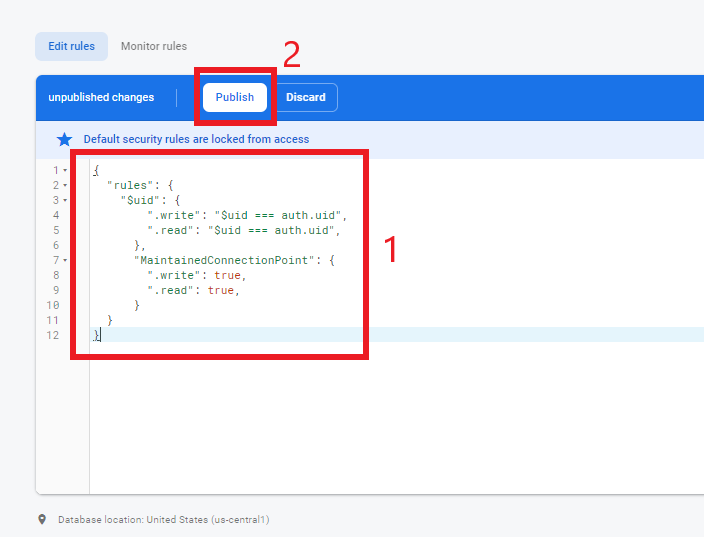 Edit rules Monitor rules
2
unpublished changes Publish Discard
Default security rules are locked from access
1 {
2 "rules": {
3 "$uid": {
4 ".write": "$uid === auth.uid",
5 ".read": "$uid === auth.uid",
6 },
7 "MaintainedConnectionPoint": {
8 ".write": true,
9 ".read": true,
10 }
11 }
12 }
1
Database location: United States (us-central1)